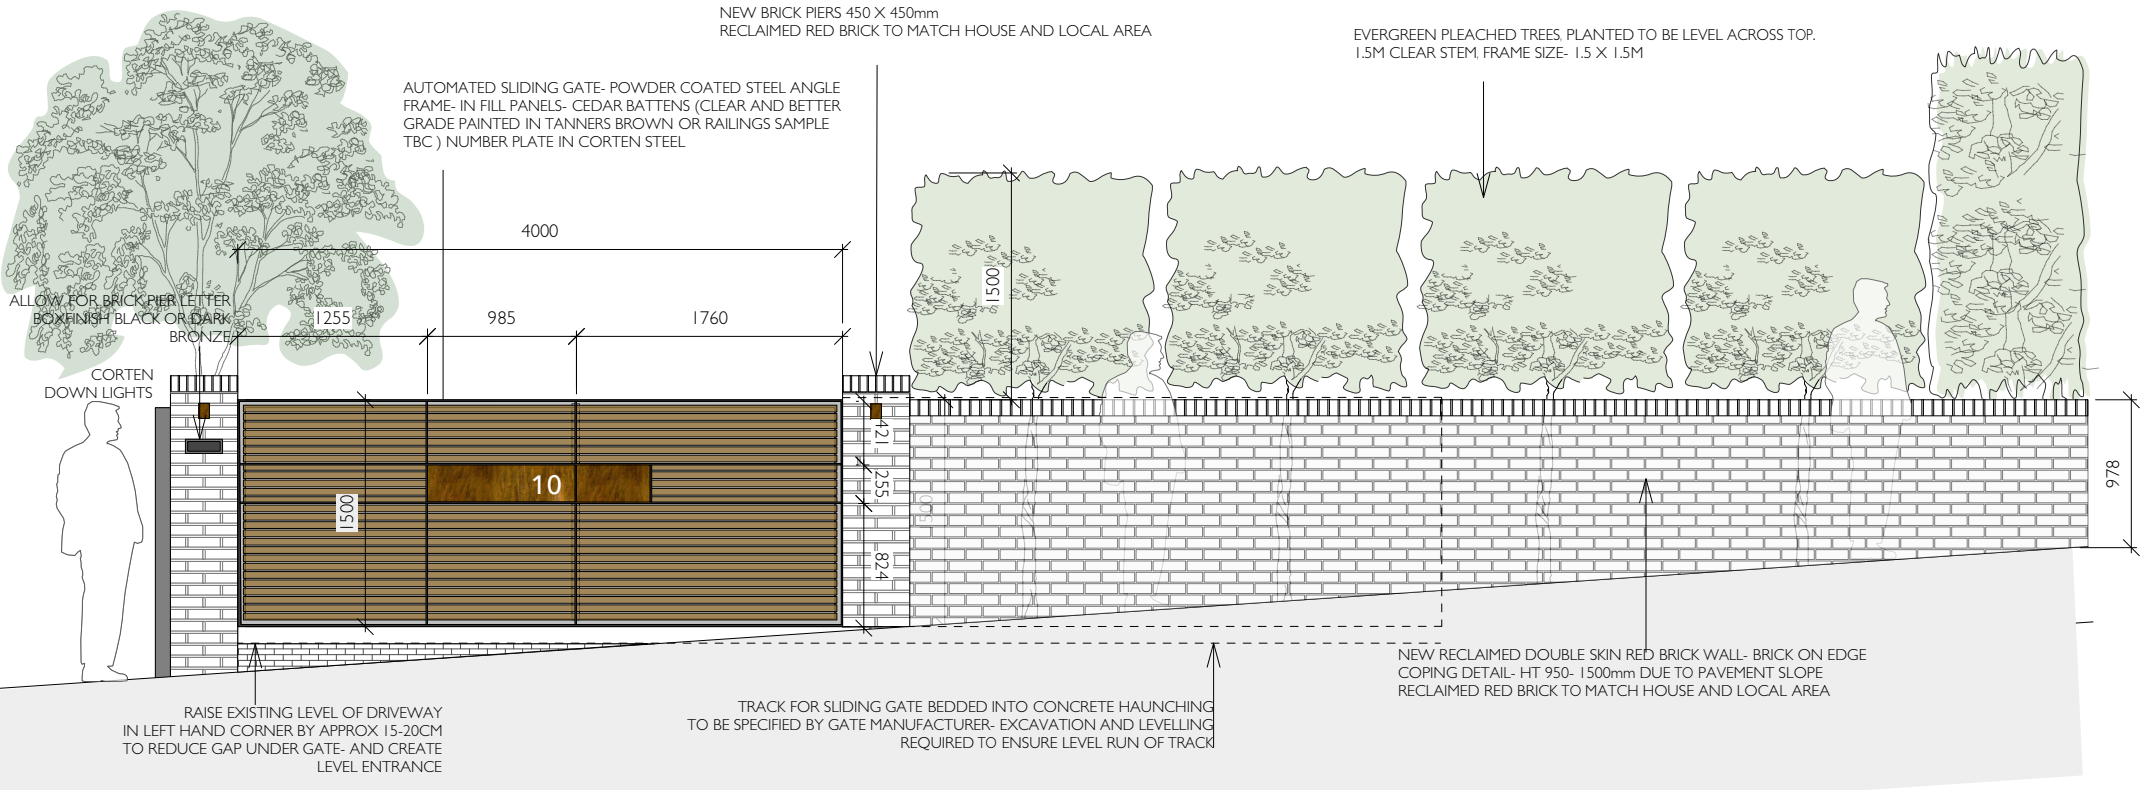 NEW BRICK PIERS 450 X 450mm
RECLAIMED RED BRICK TO MATCH HOUSE AND LOCAL AREA
EVERGREEN PLEACHED TREES, PLANTED TO BE LEVEL ACROSS TOP.
1.5M CLEAR STEM, FRAME SIZE- 1.5 X 1.5M
AUTOMATED SLIDING GATE- POWDER COATED STEEL ANGLE
FRAME- IN FILL PANELS- CEDAR BATTENS (CLEAR AND BETTER
GRADE PAINTED IN TANNERS BROWN OR RAILINGS SAMPLE
TBC ) NUMBER PLATE IN CORTEN STEEL
4000
1500
ALLOW FOR BRICK PIER LETTER
BOXFINISH BLACK OR DARK
BRONZE
1255
985
1760
CORTEN
DOWN LIGHTS
421
255
824
1500
10
1500
978
RAISE EXISTING LEVEL OF DRIVEWAY
IN LEFT HAND CORNER BY APPROX 15-20CM
TO REDUCE GAP UNDER GATE- AND CREATE
LEVEL ENTRANCE
TRACK FOR SLIDING GATE BEDDED INTO CONCRETE HAUNCHING
TO BE SPECIFIED BY GATE MANUFACTURER- EXCAVATION AND LEVELLING
REQUIRED TO ENSURE LEVEL RUN OF TRACK
NEW RECLAIMED DOUBLE SKIN RED BRICK WALL- BRICK ON EDGE
COPING DETAIL- HT 950- 1500mm DUE TO PAVEMENT SLOPE
RECLAIMED RED BRICK TO MATCH HOUSE AND LOCAL AREA